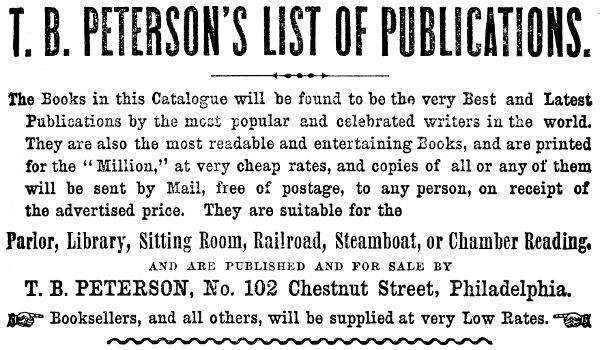 T. B. PETERSON'S LIST OF PUBLICATIONS.
The Books in this Catalogue will be found to be the very Best and Latest
Publications by the most popular and celebrated writers in the world.
They are also the most readable and entertaining Books, and are printed
for the "Million," at very cheap rates, and copies of all or any of them
will be sent by Mail, free of postage, to any person, on receipt of
the advertised price. They are suitable for the
Parlor, Library, Sitting Room, Railroad, Steamboat, or Chamber Reading,
AND ARE PUBLISHED AND FOR SALE BY
T. B. PETERSON, No. 102 Chestnut Street, Philadelphia.
Booksellers, and all others, will be supplied at very Low Rates.